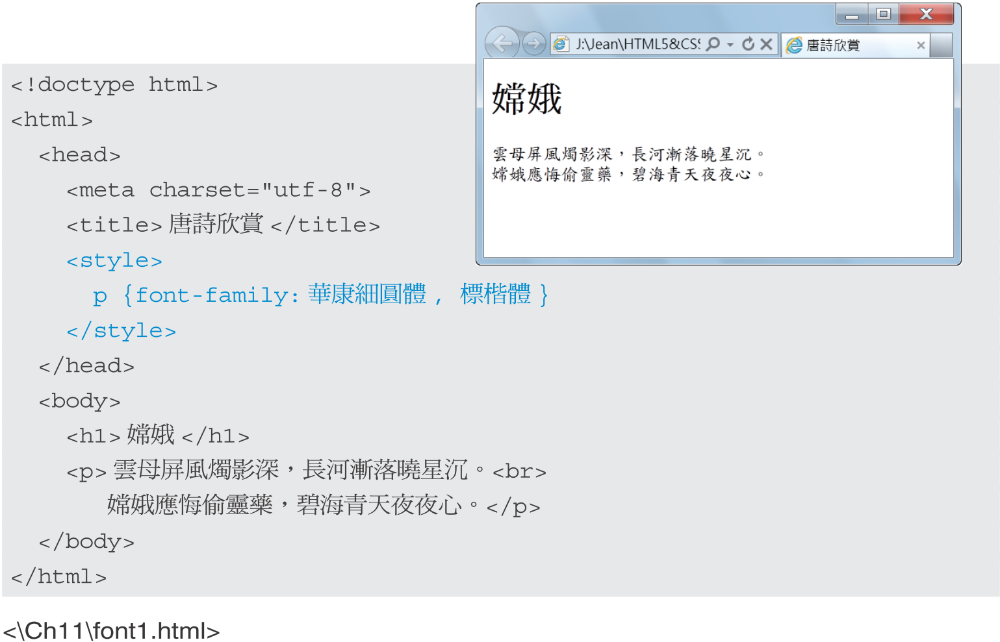 J:\Jean\HTML5&CSS
唐詩欣賞
嫦娥
雲母屏風燭影深，長河漸落曉星沉。
嫦娥應悔偷靈藥，碧海青天夜夜心。
<!doctype html>
<html>
<head>
<meta charset="utf-8">
<title>唐詩欣賞</title>
<style>
p {font-family:華康細圓體, 標楷體}
</style>
</head>
<body>
<h1>嫦娥</h1>
<p>雲母屏風燭影深，長河漸落曉星沉。<br>
嫦娥應悔偷靈藥，碧海青天夜夜心。</p>
</body>
</html>
<\Ch11\font1.html>